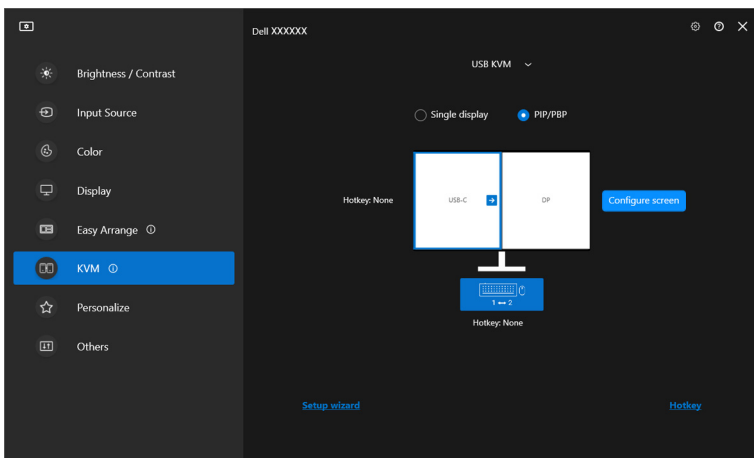 Dell XXXXXX
Brightness / Contrast
Input Source
Color
Display
Easy Arrange
KVM
Personalize
Others
USB KVM
Single display
PIP/PBP
Hotkey: None
USB-C
DP
Configure screen
1 ↔ 2
Hotkey: None
Setup wizard
Hotkey